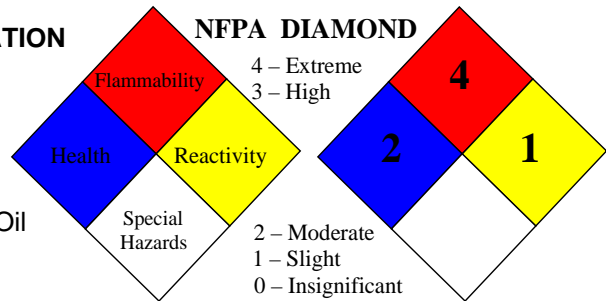 NFPA DIAMOND
4 – Extreme
3 – High
Flammability
Health
Reactivity
Special
Hazards
4
2
1
Oil
2 – Moderate
1 – Slight
0 – Insignificant